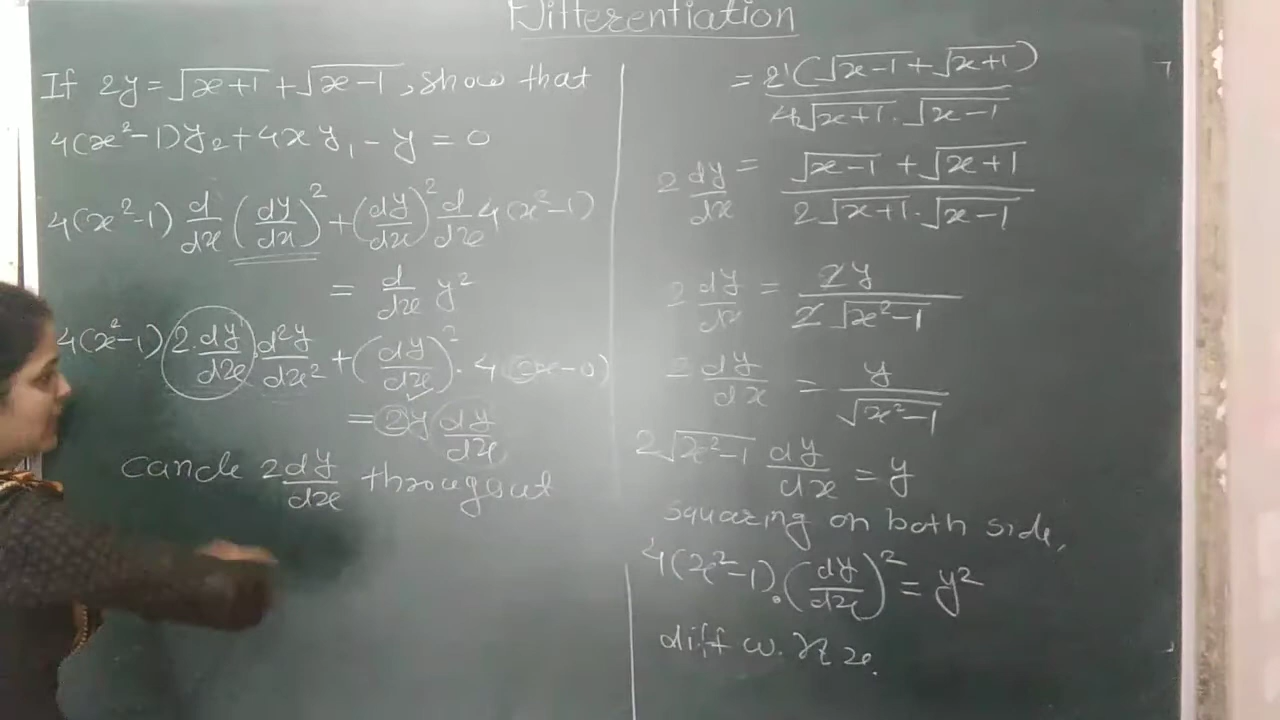 Differentiation
If 2y = √x+1 + √x-1, show that
4(x²-1)y₂ + 4x y₁ - y = 0
4(x²-1) d/dx (dy/dx)² + (dy/dx)² d/dx 4(x²-1)
= d/dx y²
4(x²-1) 2·dy/dx · d²y/dx² + (dy/dx)² · 4(2x-0)
= 2y dy/dx
Cancle 2dy/dx througout
= 2(√x-1 + √x+1) / 4√x+1 · √x-1
2 dy/dx = √x-1 + √x+1 / 2√x+1 · √x-1
2 dy/dx = 2y / 2√x²-1
2 dy/dx = y / √x²-1
2√x²-1 dy/dx = y
squaring on both side,
4(x²-1)·(dy/dx)² = y²
diff w.r.t x.